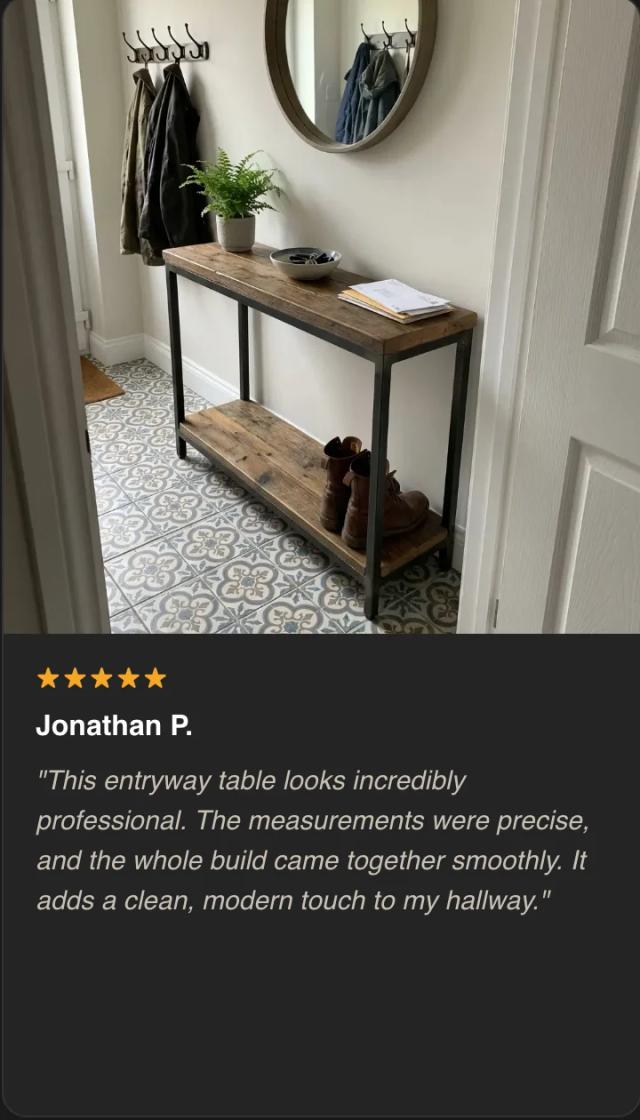 Jonathan P.
"This entryway table looks incredibly
professional. The measurements were precise,
and the whole build came together smoothly. It
adds a clean, modern touch to my hallway."